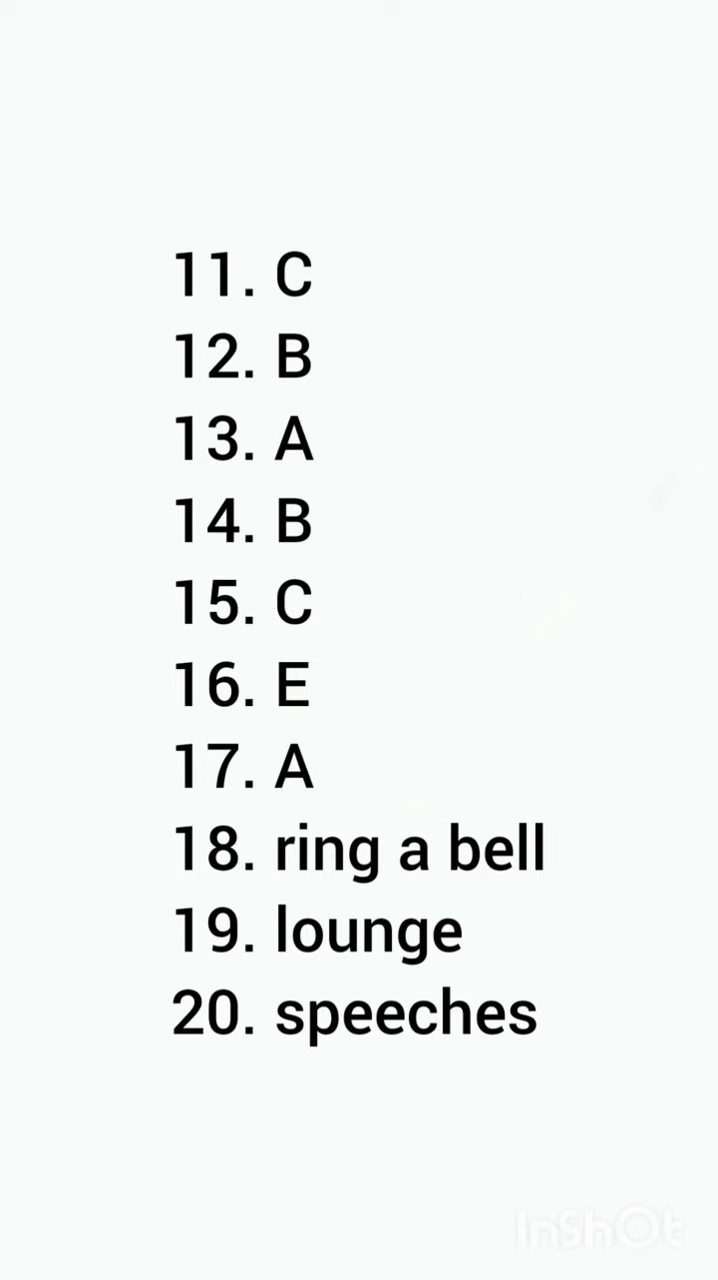 11. C
12. B
13. A
14. B
15. C
16. E
17. A
18. ring a bell
19. lounge
20. speeches
InShOt